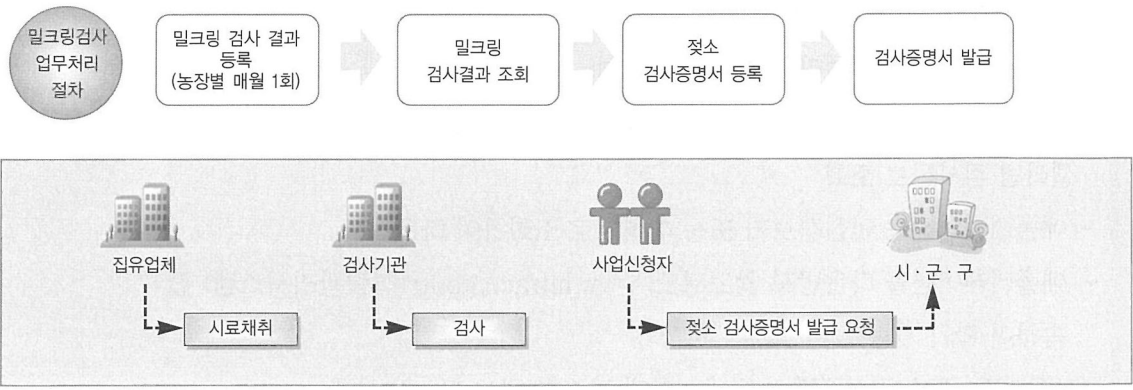 밀크링검사
업무처리
절차
밀크링 검사 결과
등록
(농장별 매월 1회)
밀크링
검사결과 조회
젖소
검사증명서 등록
검사증명서 발급
집유업체
검사기관
사업신청자
시·군·구
시료채취
검사
젖소 검사증명서 발급 요청